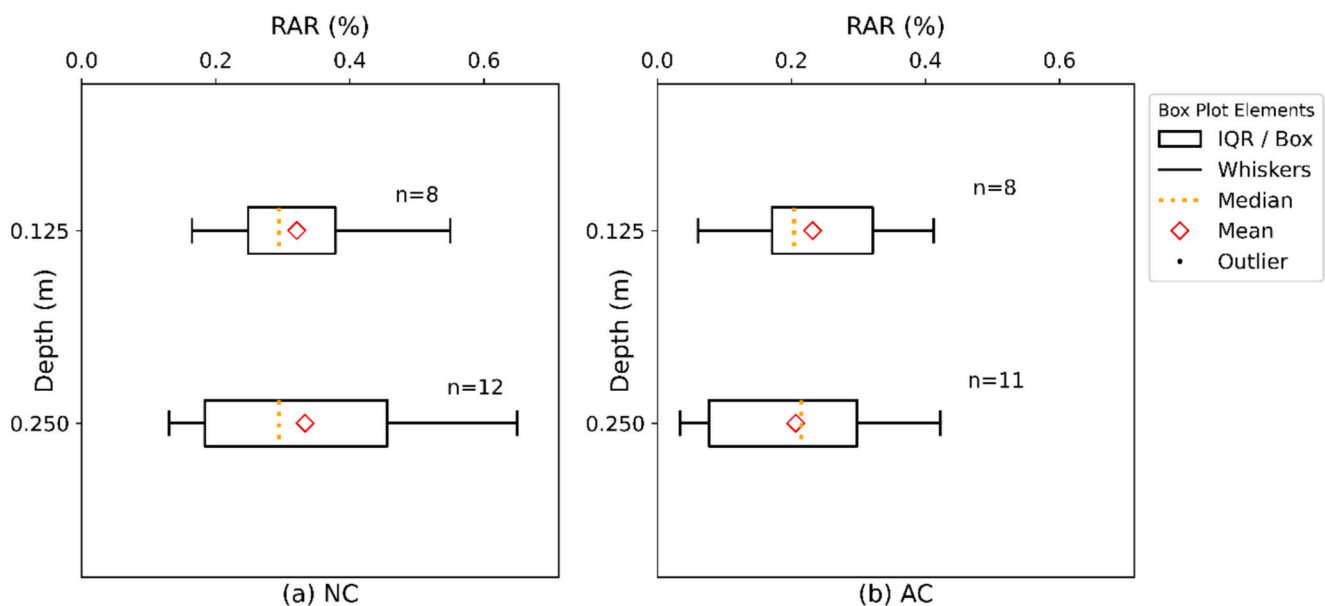 RAR (%)
0.0 0.2 0.4 0.6
n=8
0.125
Depth (m)
n=12
0.250
(a) NC
RAR (%)
0.0 0.2 0.4 0.6
n=8
0.125
Depth (m)
n=11
0.250
(b) AC
Box Plot Elements
IQR / Box
Whiskers
Median
Mean
Outlier